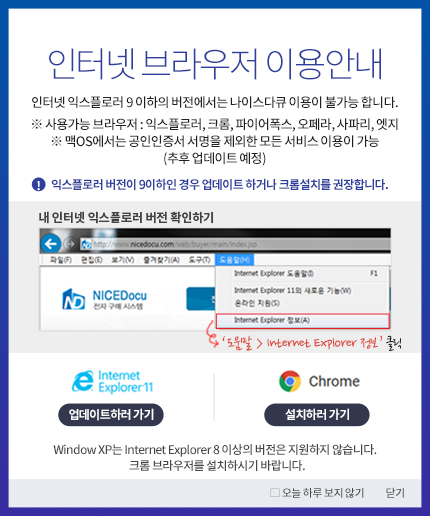 인터넷 브라우저 이용안내
인터넷 익스플로러 9 이하의 버전에서는 나이스다큐 이용이 불가능 합니다.
※ 사용가능 브라우저 : 익스플로러, 크롬, 파이어폭스, 오페라, 사파리, 엣지
※ 맥OS에서는 공인인증서 서명을 제외한 모든 서비스 이용이 가능
(추후 업데이트 예정)
! 익스플로러 버전이 9이하인 경우 업데이트 하거나 크롬설치를 권장합니다.
내 인터넷 익스플로러 버전 확인하기
http://www.nicedocu.com/web/buyer/main/index.jsp
파일(F) 편집(E) 보기(V) 즐겨찾기(A) 도구(T) 도움말(H)
Internet Explorer 도움말(I) F1
Internet Explorer 11의 새로운 기능(W)
온라인 지원(S)
Internet Explorer 정보(A)
ND NICEDocu
전자 구매 시스템
'도움말 > Internet Explorer 정보' 클릭
Internet
Explorer11
업데이트하러 가기
Chrome
설치하러 가기
Window XP는 Internet Explorer 8 이상의 버전은 지원하지 않습니다.
크롬 브라우저를 설치하시기 바랍니다.
오늘 하루 보지 않기 닫기